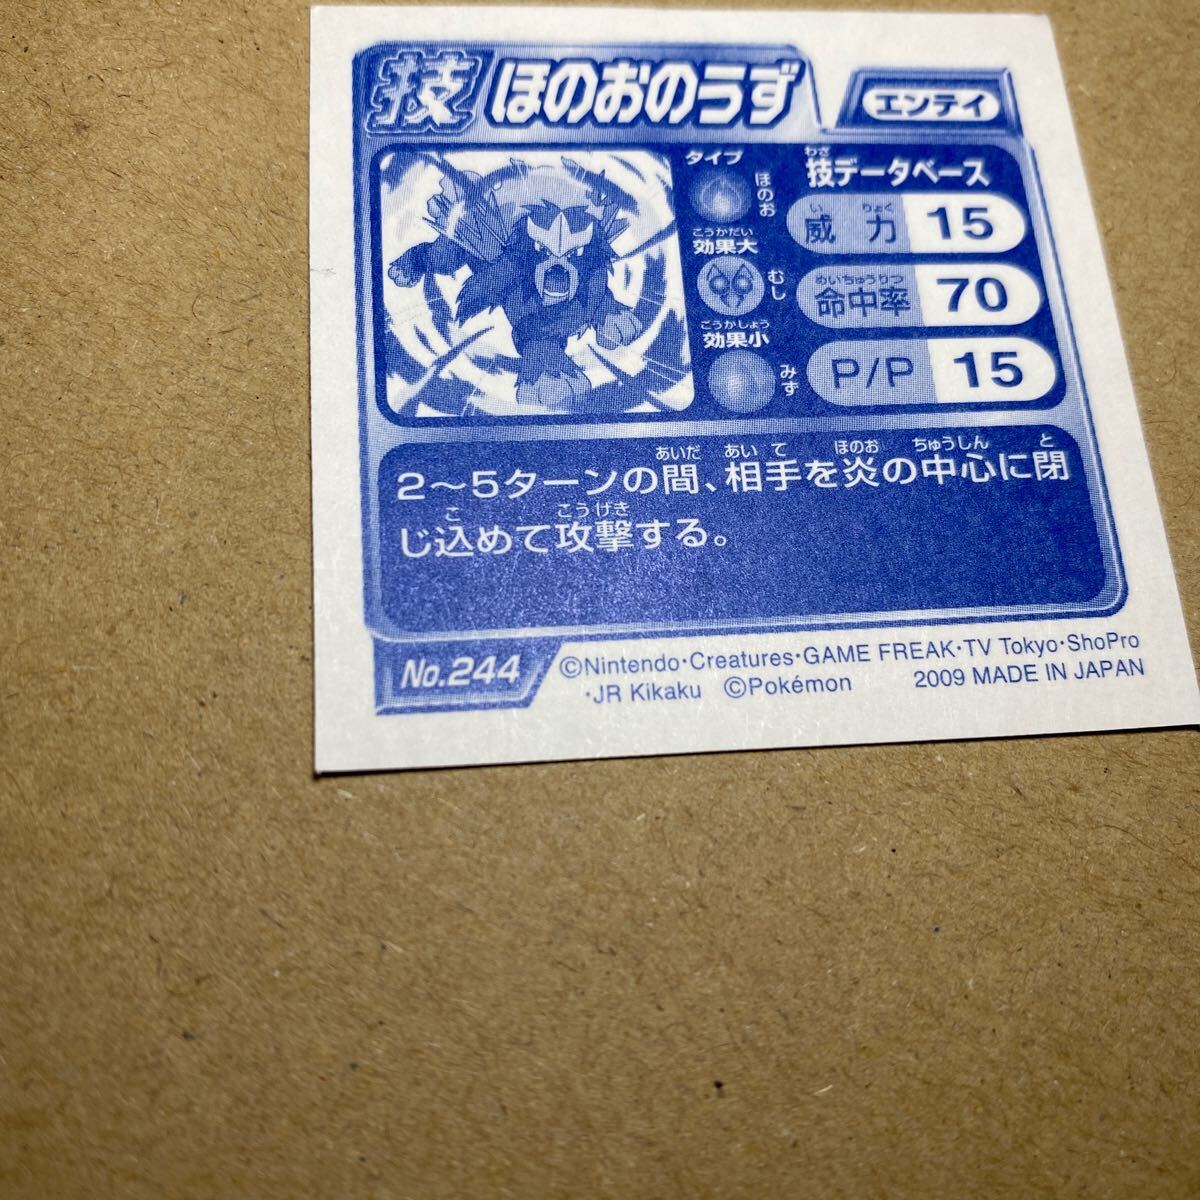 技 ほのおのうず
エンテイ
タイプ
ほのお
こうかだい
効果大
むし
こうかしょう
効果小
みず
わざ
技データベース
い りょく
威力 15
めいちゅうりつ
命中率 70
P/P 15
あいだ あいて ほのお ちゅうしん と
2〜5ターンの間、相手を炎の中心に閉
こ こうげき
じ込めて攻撃する。
No.244
©Nintendo・Creatures・GAME FREAK・TV Tokyo・ShoPro
・JR Kikaku ©Pokémon 2009 MADE IN JAPAN